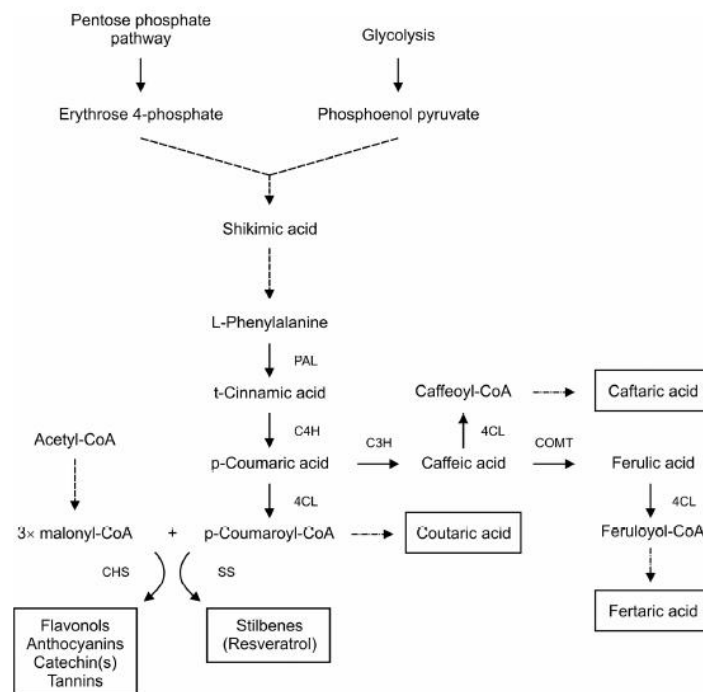 Pentose phosphate
pathway
Glycolysis
Erythrose 4-phosphate
Phosphoenol pyruvate
Shikimic acid
L-Phenylalanine
PAL
t-Cinnamic acid
Caffeoyl-CoA
Caftaric acid
C4H
4CL
Acetyl-CoA
C3H
COMT
p-Coumaric acid
Caffeic acid
Ferulic acid
4CL
4CL
3× malonyl-CoA
+
p-Coumaroyl-CoA
Coutaric acid
Feruloyol-CoA
CHS
SS
Flavonols
Anthocyanins
Catechin(s)
Tannins
Stilbenes
(Resveratrol)
Fertaric acid